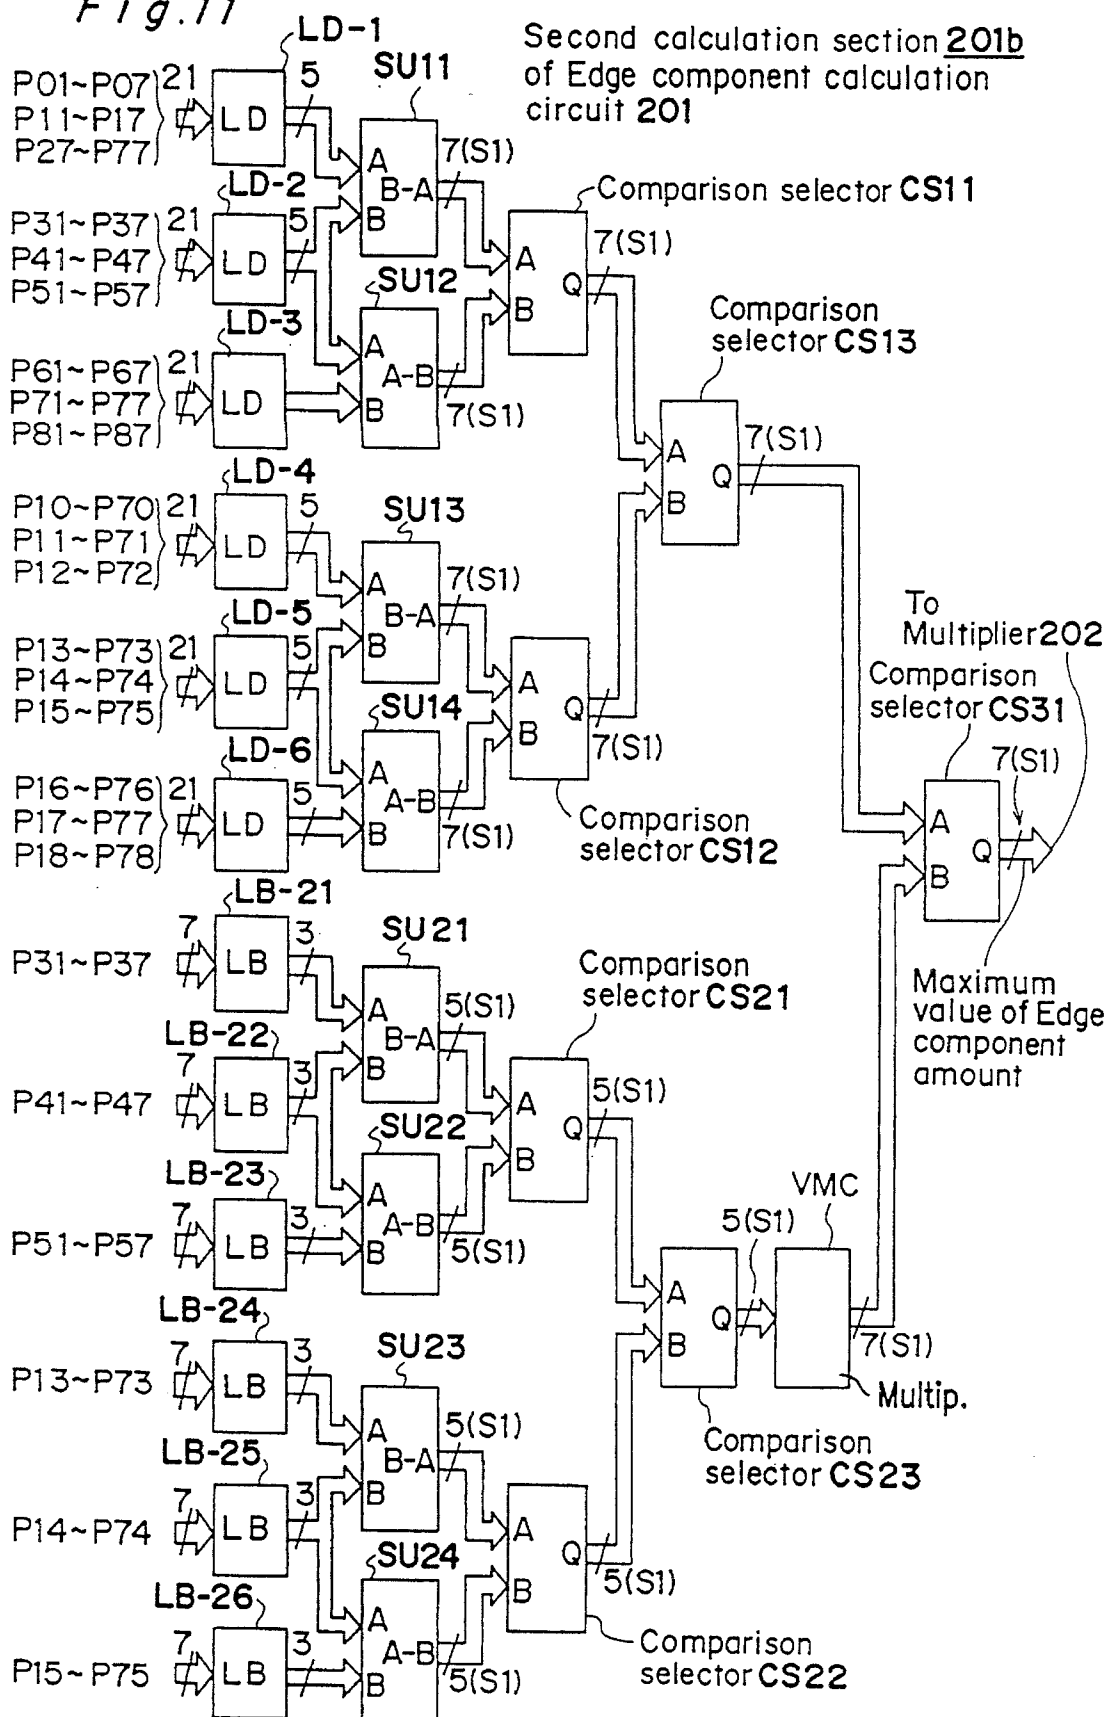 Fig.11
Second calculation section 201b
of Edge component calculation
circuit 201
LD-1
P01~P07
P11~P17
P27~P77
21
LD
5
SU11
A
B-A
B
7(S1)
LD-2
P31~P37
P41~P47
P51~P57
21
LD
5
Comparison selector CS11
A
B
Q
7(S1)
SU12
A
A-B
B
7(S1)
LD-3
P61~P67
P71~P77
P81~P87
21
LD
Comparison
selector CS13
A
B
Q
7(S1)
LD-4
P10~P70
P11~P71
P12~P72
21
LD
5
SU13
A
B-A
B
7(S1)
LD-5
P13~P73
P14~P74
P15~P75
21
LD
5
A
B
Q
7(S1)
Comparison
selector CS12
SU14
A
A-B
B
7(S1)
LD-6
P16~P76
P17~P77
P18~P78
21
LD
5
To
Multiplier 202
Comparison
selector CS31
7(S1)
A
B
Q
Maximum
value of Edge
component
amount
LB-21
P31~P37
7
LB
3
SU21
A
B-A
B
5(S1)
Comparison
selector CS21
A
B
Q
5(S1)
LB-22
P41~P47
7
LB
3
SU22
A
A-B
B
5(S1)
LB-23
P51~P57
7
LB
3
VMC
5(S1)
A
B
Q
7(S1)
Multip.
Comparison
selector CS23
LB-24
P13~P73
7
LB
3
SU23
A
B-A
B
5(S1)
LB-25
P14~P74
7
LB
3
A
B
Q
5(S1)
SU24
A
A-B
B
5(S1)
LB-26
P15~P75
7
LB
3
Comparison
selector CS22